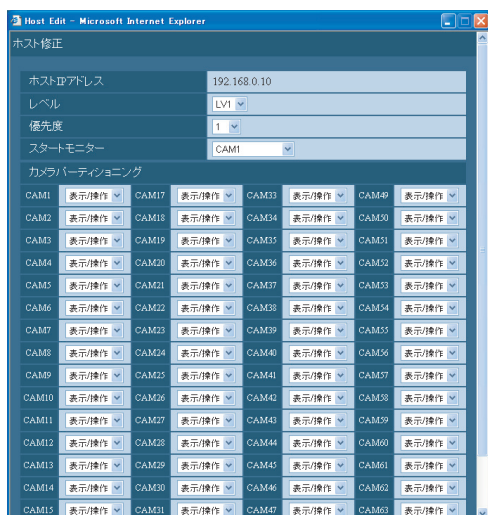 Host Edit - Microsoft Internet Explorer
ホスト修正
ホストIPアドレス 192.168.0.10
レベル LV1
優先度 1
スタートモニター CAM1
カメラパーティショニング
CAM1 表示/操作 CAM17 表示/操作 CAM33 表示/操作 CAM49 表示/操作
CAM2 表示/操作 CAM18 表示/操作 CAM34 表示/操作 CAM50 表示/操作
CAM3 表示/操作 CAM19 表示/操作 CAM35 表示/操作 CAM51 表示/操作
CAM4 表示/操作 CAM20 表示/操作 CAM36 表示/操作 CAM52 表示/操作
CAM5 表示/操作 CAM21 表示/操作 CAM37 表示/操作 CAM53 表示/操作
CAM6 表示/操作 CAM22 表示/操作 CAM38 表示/操作 CAM54 表示/操作
CAM7 表示/操作 CAM23 表示/操作 CAM39 表示/操作 CAM55 表示/操作
CAM8 表示/操作 CAM24 表示/操作 CAM40 表示/操作 CAM56 表示/操作
CAM9 表示/操作 CAM25 表示/操作 CAM41 表示/操作 CAM57 表示/操作
CAM10 表示/操作 CAM26 表示/操作 CAM42 表示/操作 CAM58 表示/操作
CAM11 表示/操作 CAM27 表示/操作 CAM43 表示/操作 CAM59 表示/操作
CAM12 表示/操作 CAM28 表示/操作 CAM44 表示/操作 CAM60 表示/操作
CAM13 表示/操作 CAM29 表示/操作 CAM45 表示/操作 CAM61 表示/操作
CAM14 表示/操作 CAM30 表示/操作 CAM46 表示/操作 CAM62 表示/操作
CAM15 表示/操作 CAM31 表示/操作 CAM47 表示/操作 CAM63 表示/操作